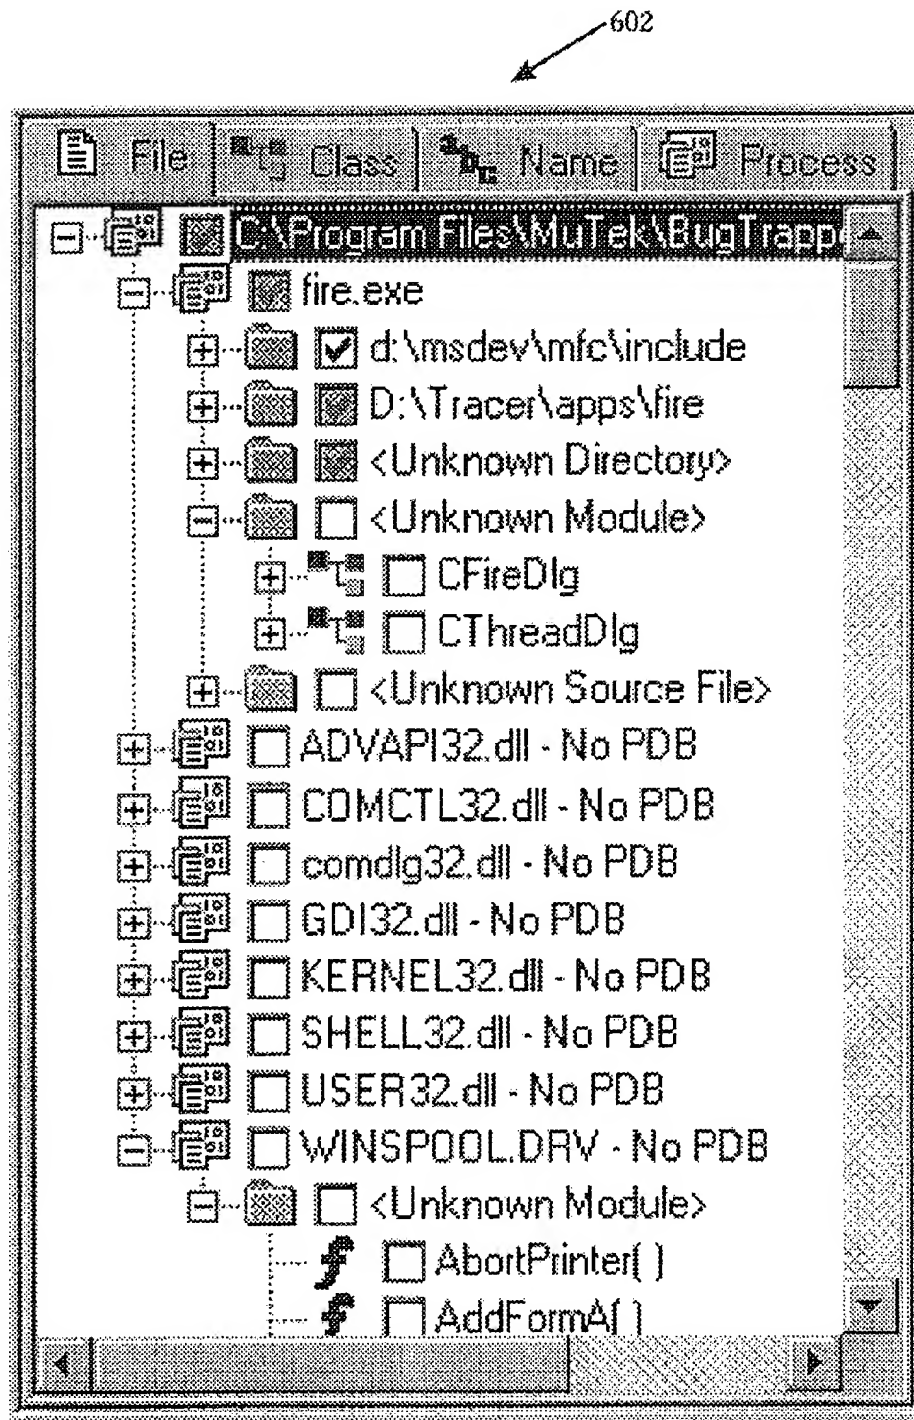 602
File Class Name Process
C:\Program Files\MuTek\BugTrappe
fire.exe
d:\msdev\mfc\include
D:\Tracer\apps\fire
<Unknown Directory>
<Unknown Module>
CFireDlg
CThreadDlg
<Unknown Source File>
ADVAPI32.dll - No PDB
COMCTL32.dll - No PDB
comdlg32.dll - No PDB
GDI32.dll - No PDB
KERNEL32.dll - No PDB
SHELL32.dll - No PDB
USER32.dll - No PDB
WINSPOOL.DRV - No PDB
<Unknown Module>
AbortPrinter( )
AddFormA( )